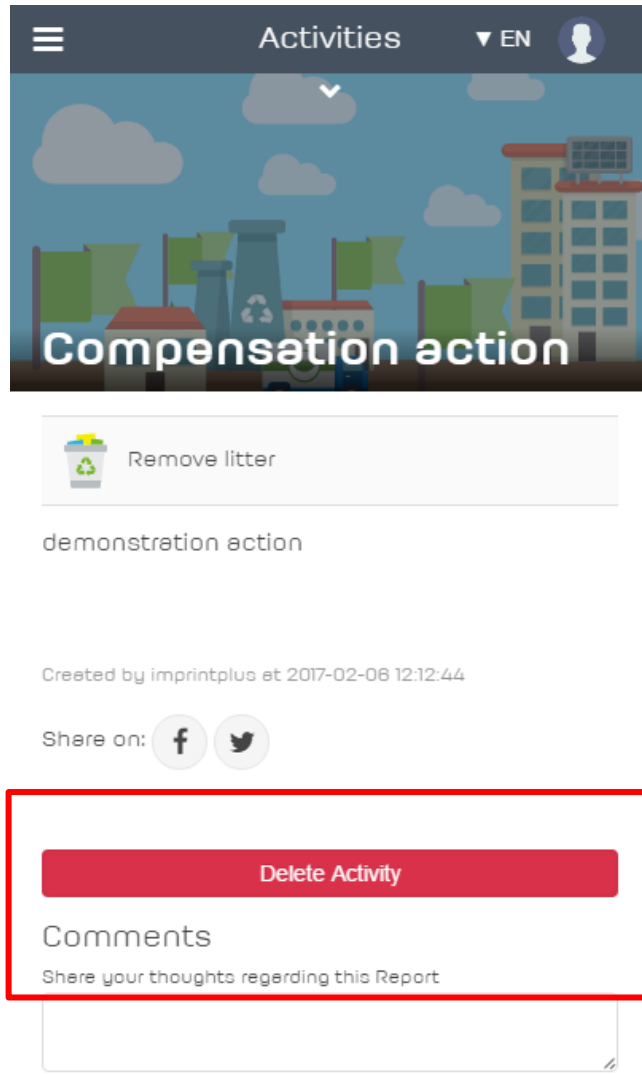 Activities ▼ EN
Compensation action
Remove litter
demonstration action
Created by imprintplus at 2017-02-06 12:12:44
Share on:
Delete Activity
Comments
Share your thoughts regarding this Report